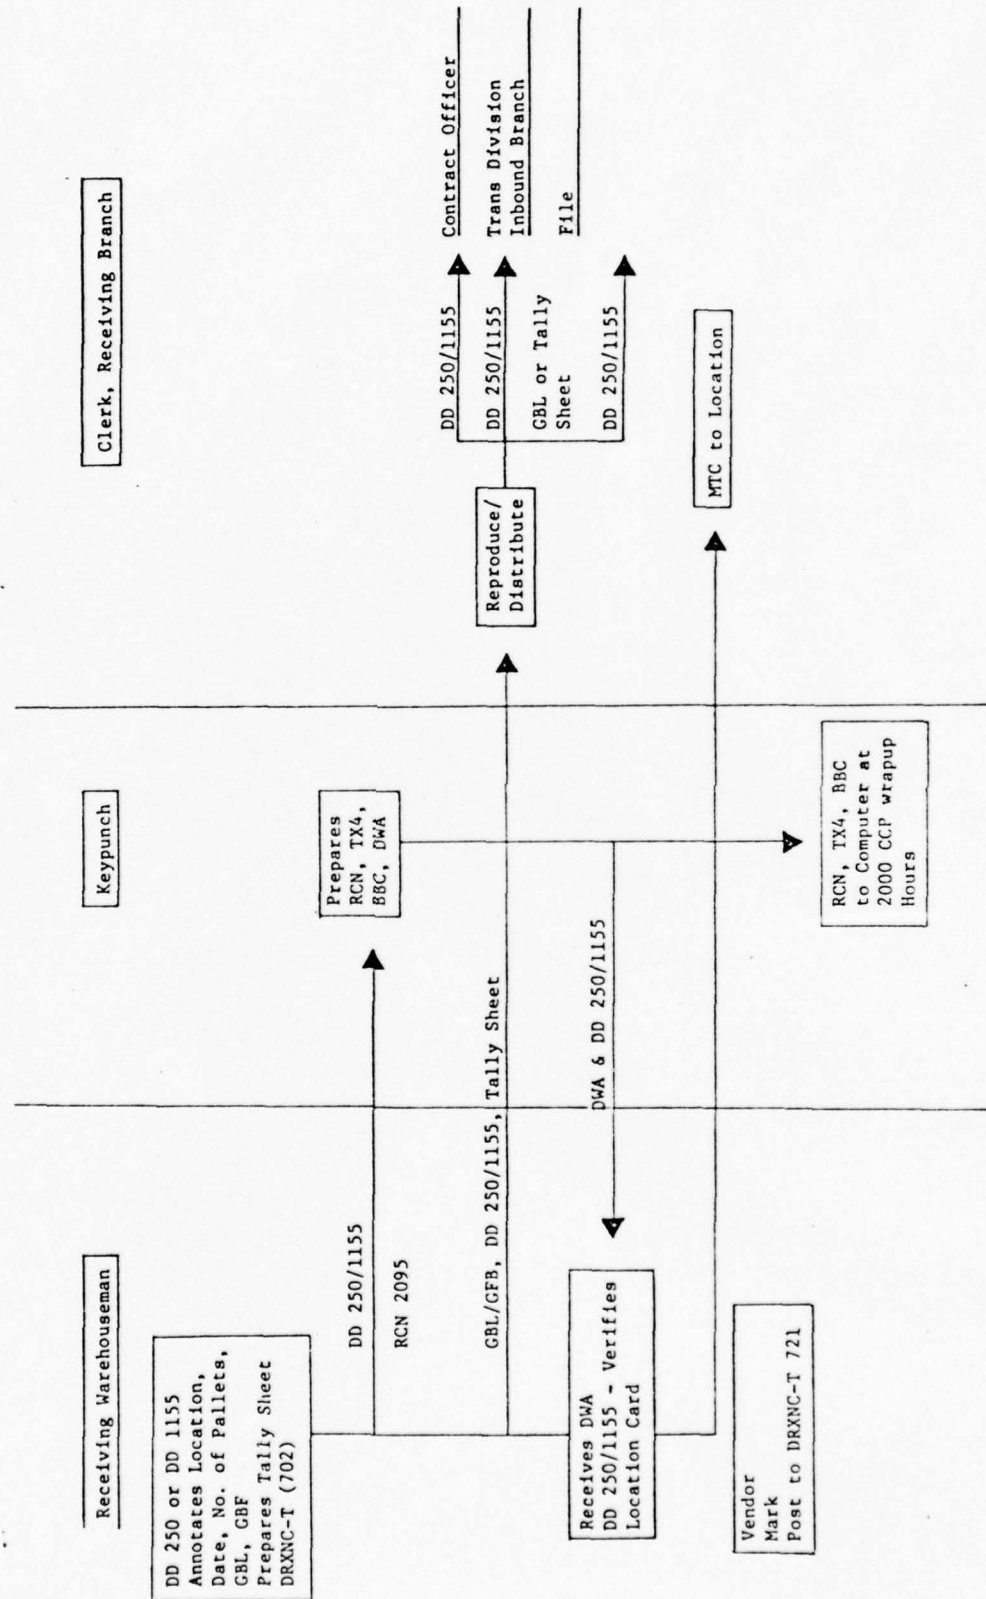 Receiving Warehouseman
Keypunch
Clerk, Receiving Branch
DD 250 or DD 1155
Annotates Location,
Date, No. of Pallets,
GBL, GBF
Prepares Tally Sheet
DRXNC-T (702)
DD 250/1155
RCN 2095
Prepares
RCN, TX4,
BBC, DWA
GBL/GFB, DD 250/1155, Tally Sheet
Reproduce/
Distribute
DD 250/1155
Contract Officer
DD 250/1155
Trans Division
Inbound Branch
GBL or Tally
Sheet
File
DD 250/1155
Receives DWA
DD 250/1155 - Verifies
Location Card
DWA & DD 250/1155
MTC to Location
Vendor
Mark
Post to DRXNC-T 721
RCN, TX4, BBC
to Computer at
2000 CCP wrapup
Hours